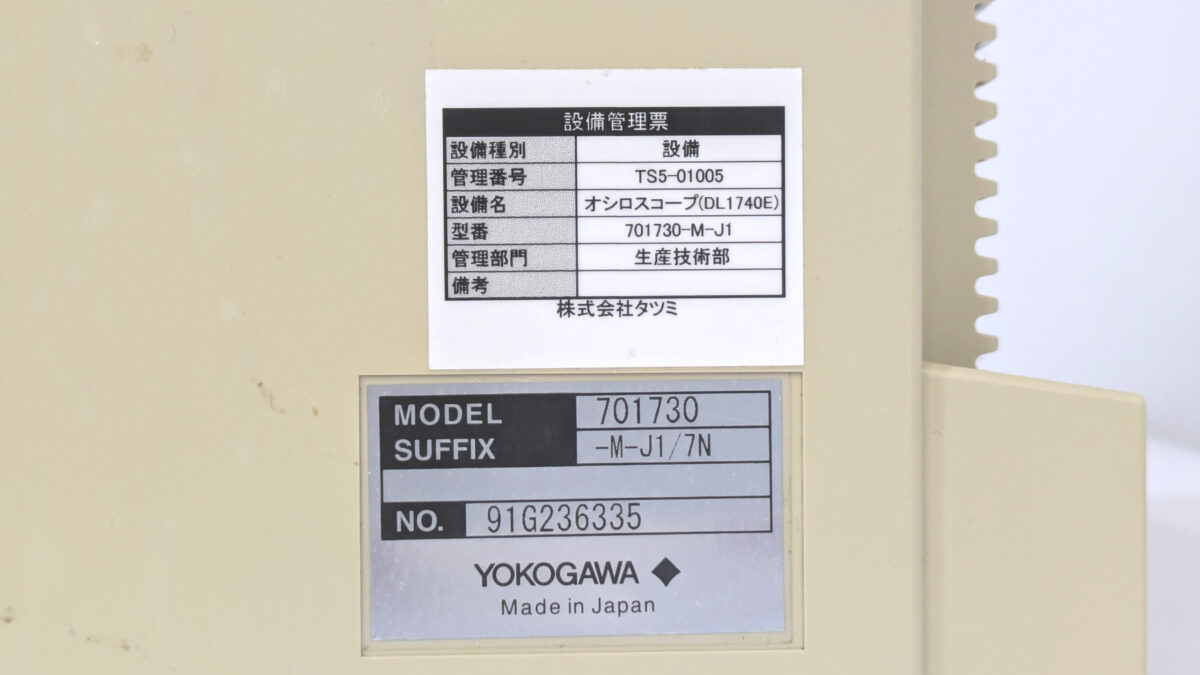 設備管理票
設備種別 設備
管理番号 TS5-01005
設備名 オシロスコープ(DL1740E)
型番 701730-M-J1
管理部門 生産技術部
備考
株式会社タツミ
MODEL 701730
SUFFIX -M-J1/7N
NO. 91G236335
YOKOGAWA
Made in Japan